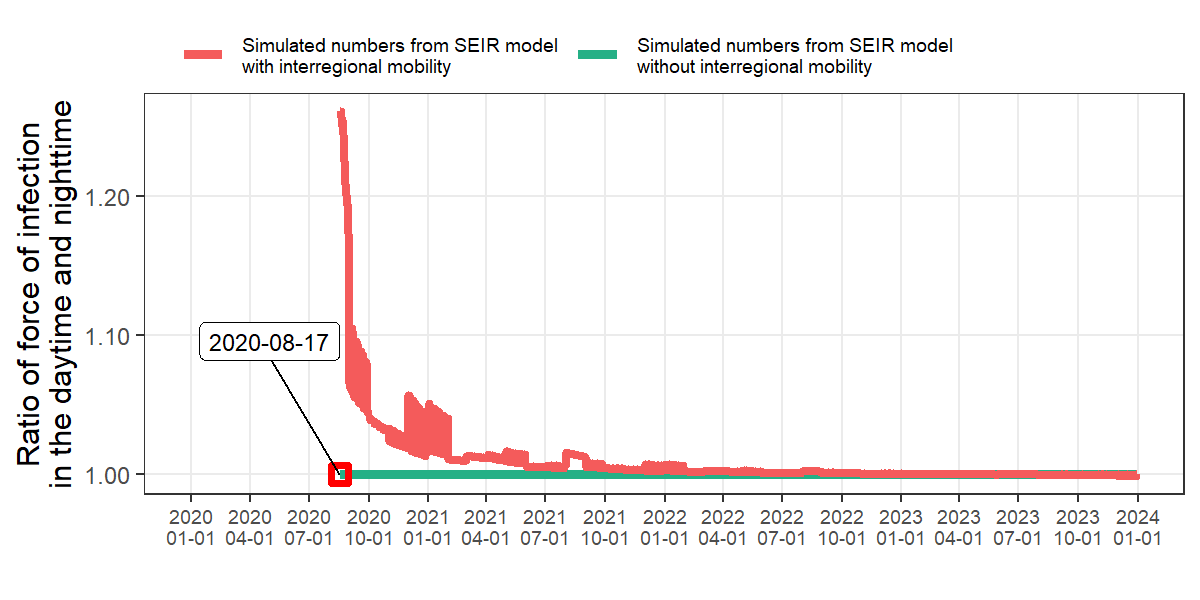 Simulated numbers from SEIR model
with interregional mobility
Simulated numbers from SEIR model
without interregional mobility
Ratio of force of infection
in the daytime and nighttime
1.20
1.10
1.00
2020-08-17
2020 2020 2020 2020 2021 2021 2021 2021 2022 2022 2022 2022 2023 2023 2023 2023 2024
01-01 04-01 07-01 10-01 01-01 04-01 07-01 10-01 01-01 04-01 07-01 10-01 01-01 04-01 07-01 10-01 01-01